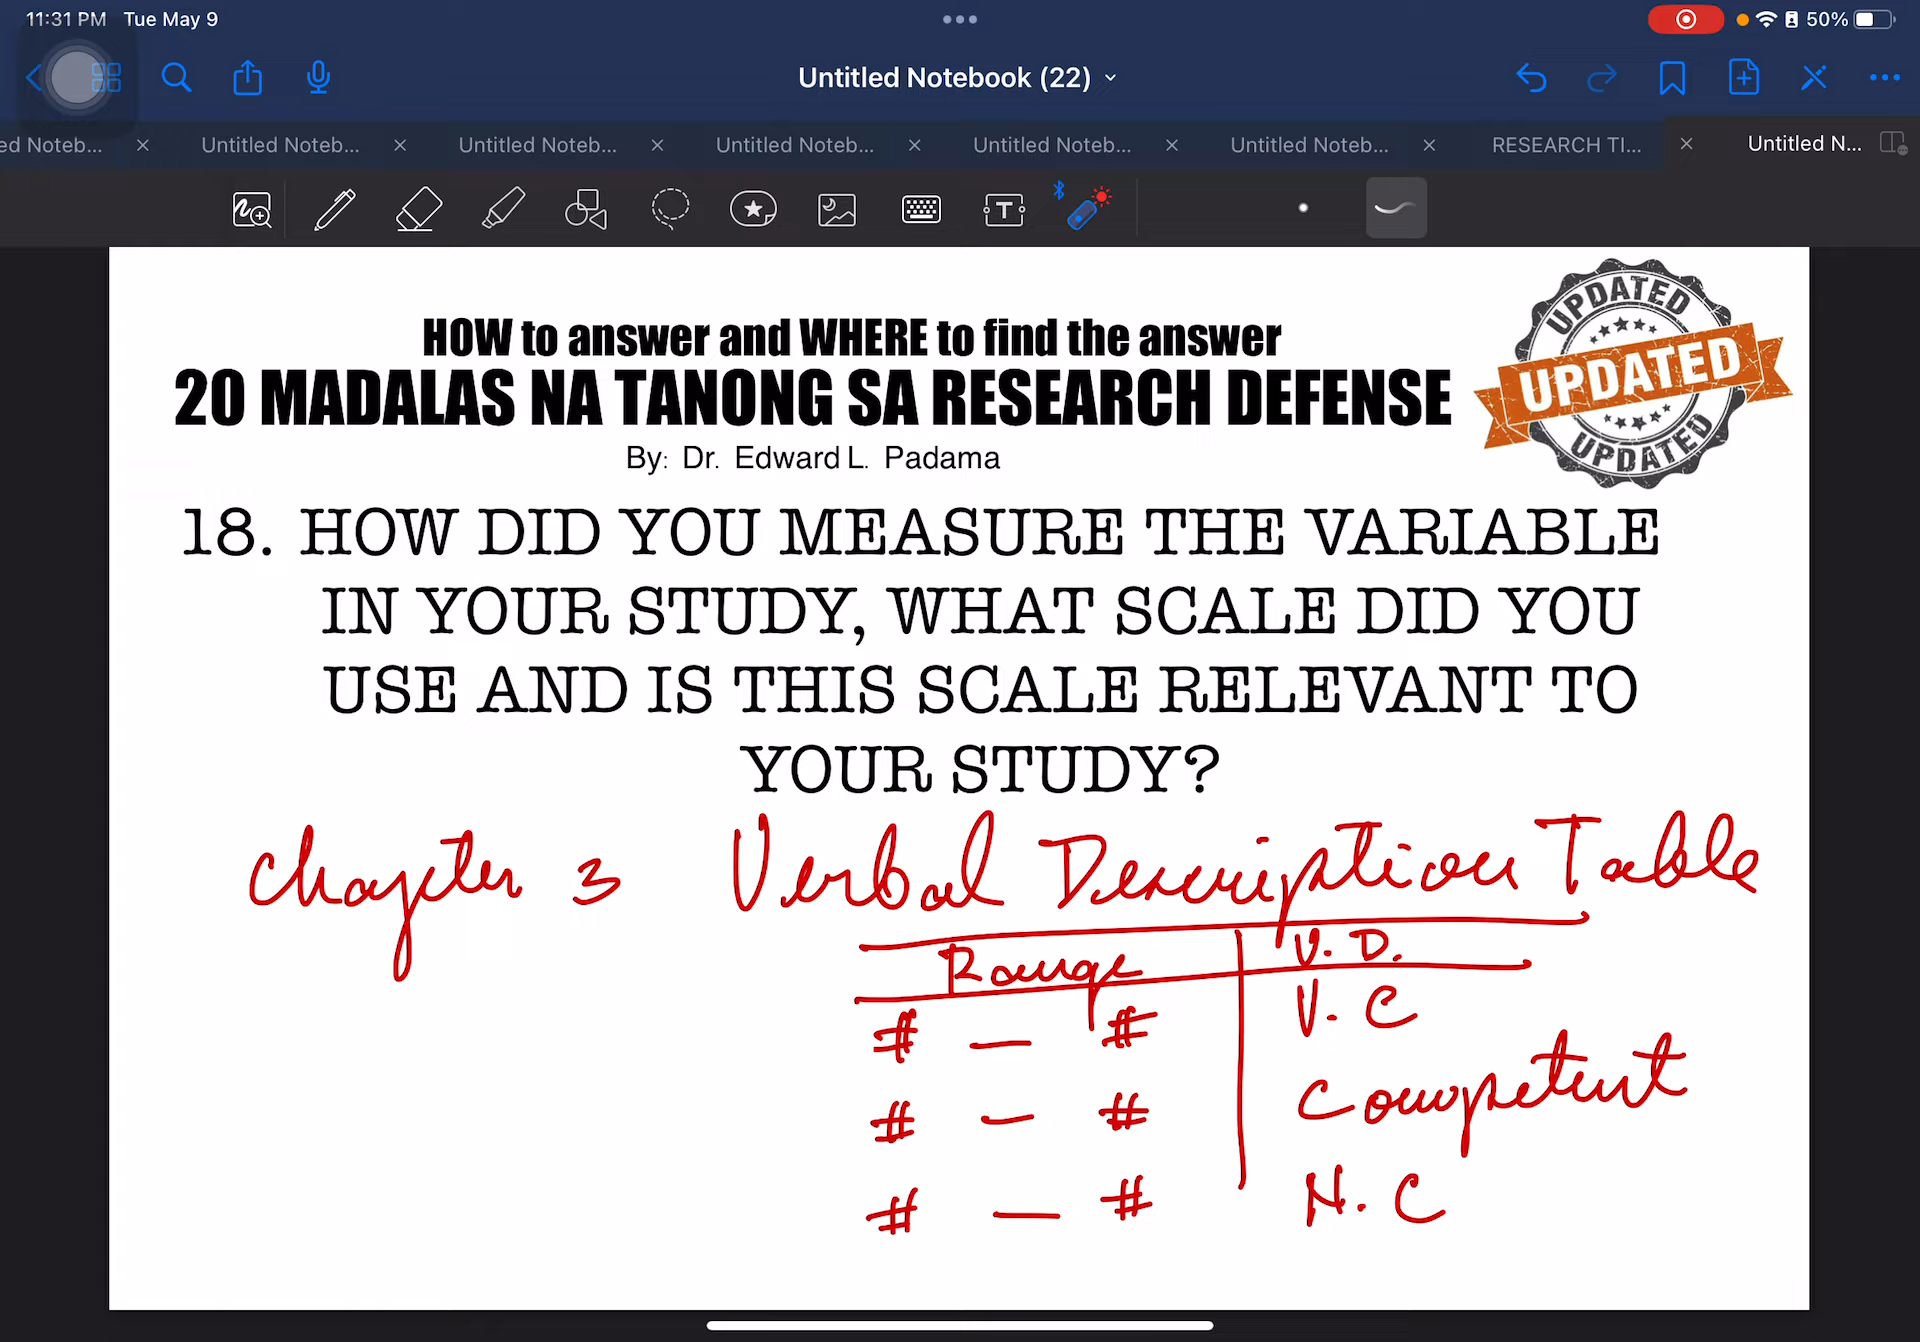 11:31 PM Tue May 9
50%
Untitled Notebook (22)
ed Noteb...
Untitled Noteb...
Untitled Noteb...
Untitled Noteb...
Untitled Noteb...
Untitled Noteb...
RESEARCH TI...
Untitled N...
T
HOW to answer and WHERE to find the answer
20 MADALAS NA TANONG SA RESEARCH DEFENSE
By: Dr. Edward L. Padama
UPDATED
UPDATED
UPDATED
18. HOW DID YOU MEASURE THE VARIABLE
IN YOUR STUDY, WHAT SCALE DID YOU
USE AND IS THIS SCALE RELEVANT TO
YOUR STUDY?
Chapter 3 Verbal Description Table
Range V. D.
# – # V. C
# – # Competent
# – # N. C